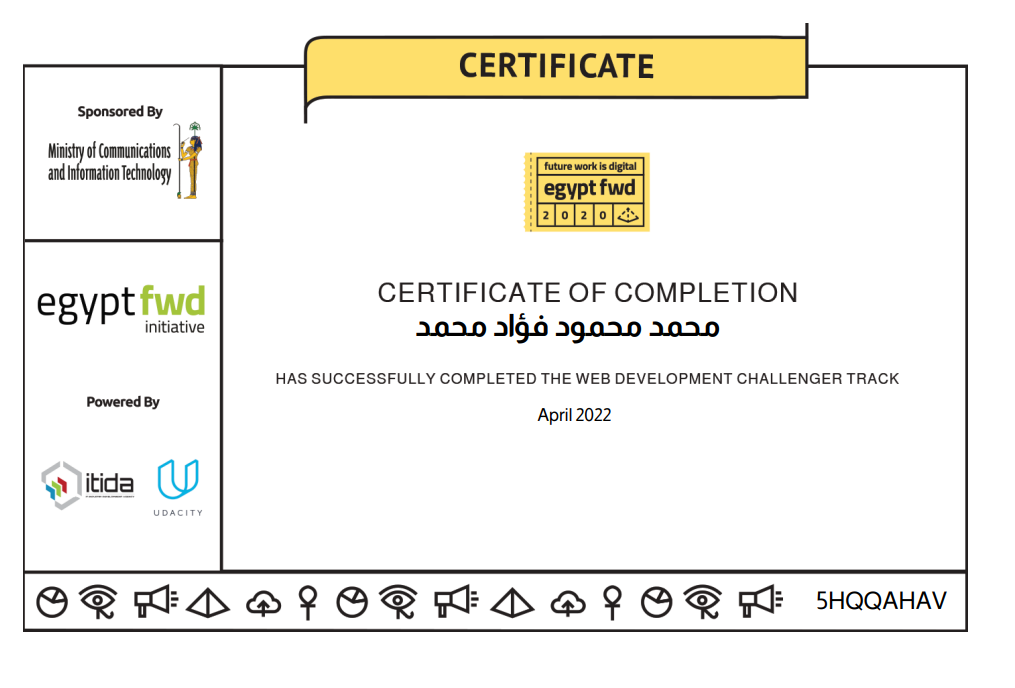 CERTIFICATE
Sponsored By
Ministry of Communications
and Information Technology
egyptfwd
initiative
Powered By
itida
UDACITY
future work is digital
egypt fwd
2 0 2 0
CERTIFICATE OF COMPLETION
محمد محمود فؤاد محمد
HAS SUCCESSFULLY COMPLETED THE WEB DEVELOPMENT CHALLENGER TRACK
April 2022
5HQQAHAV